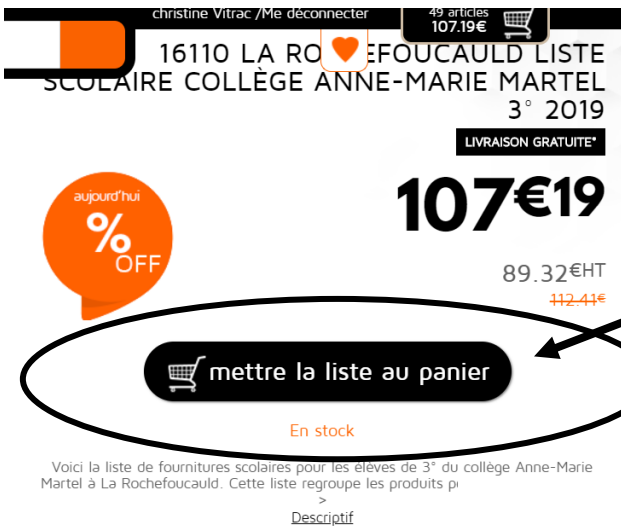 christine Vitrac /Me déconnecter
49 articles
107.19€
16110 LA RO EFOUCAULD LISTE
SCOLAIRE COLLÈGE ANNE-MARIE MARTEL
3° 2019
LIVRAISON GRATUITE*
107€19
aujourd'hui
%
OFF
89.32€HT
112.41€
mettre la liste au panier
En stock
Voici la liste de fournitures scolaires pour les élèves de 3° du collège Anne-Marie
Martel à La Rochefoucauld. Cette liste regroupe les produits
>
Descriptif